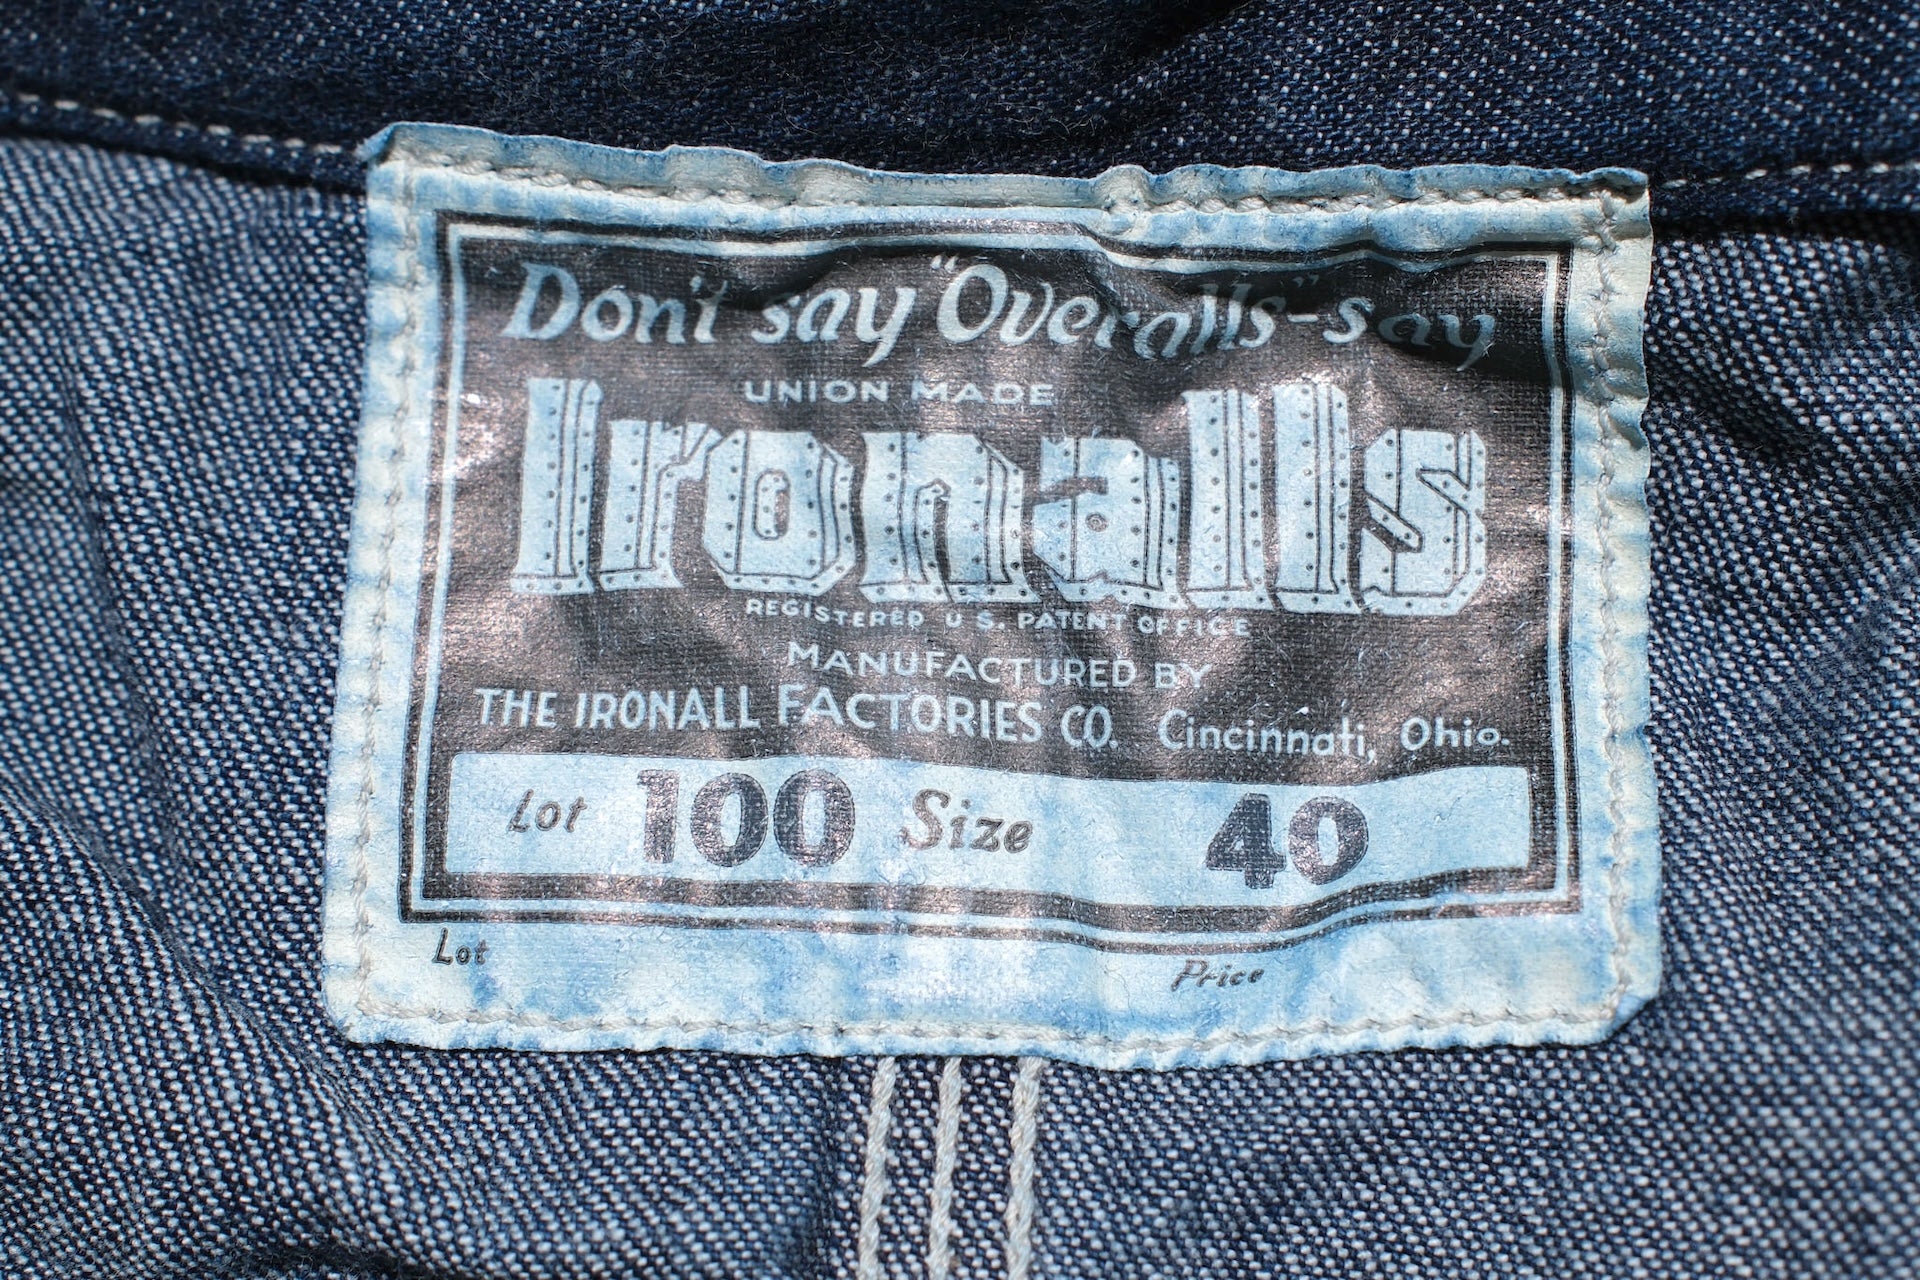 Don't say "Overalls"-say
UNION MADE
Ironalls
REGISTERED U.S. PATENT OFFICE
MANUFACTURED BY
THE IRONALL FACTORIES CO. Cincinnati, Ohio.
Lot 100 Size 40
Lot Price